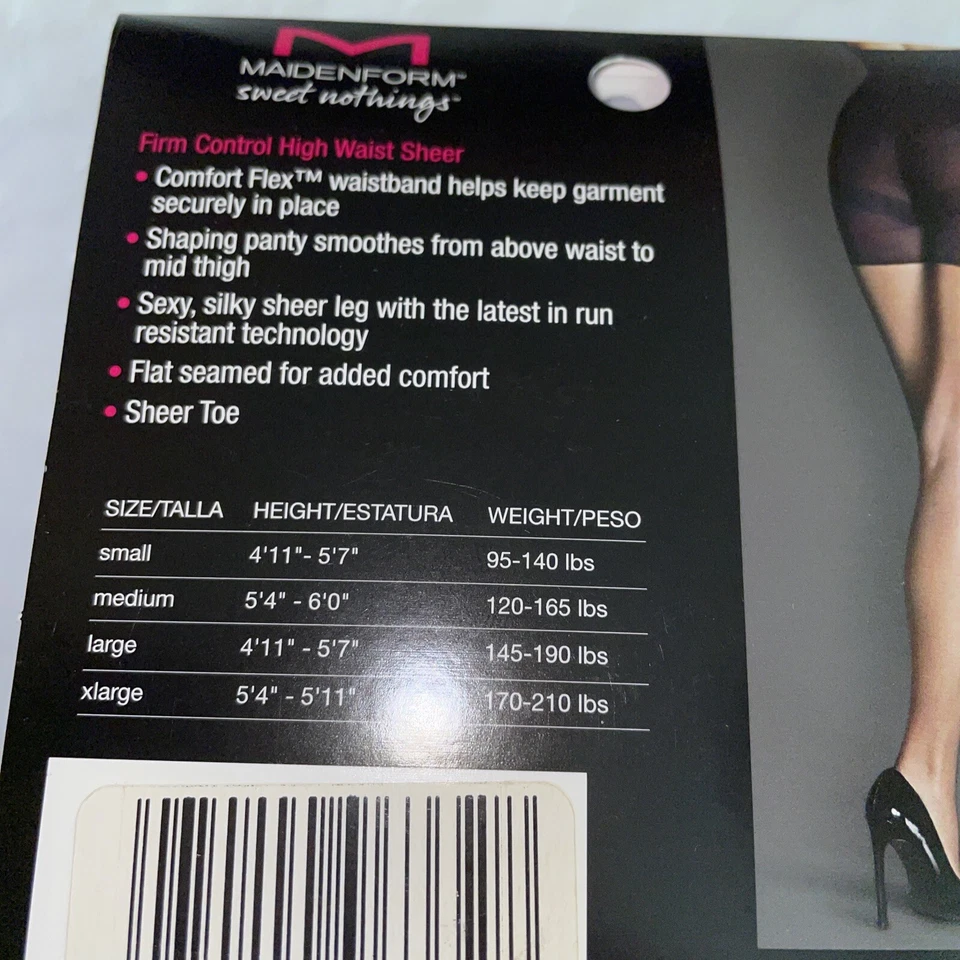 MAIDENFORM™
sweet nothings™
Firm Control High Waist Sheer
• Comfort Flex™ waistband helps keep garment
securely in place
• Shaping panty smoothes from above waist to
mid thigh
• Sexy, silky sheer leg with the latest in run
resistant technology
• Flat seamed for added comfort
• Sheer Toe
SIZE/TALLA HEIGHT/ESTATURA WEIGHT/PESO
small 4'11"- 5'7" 95-140 lbs
medium 5'4" - 6'0" 120-165 lbs
large 4'11" - 5'7" 145-190 lbs
xlarge 5'4" - 5'11" 170-210 lbs